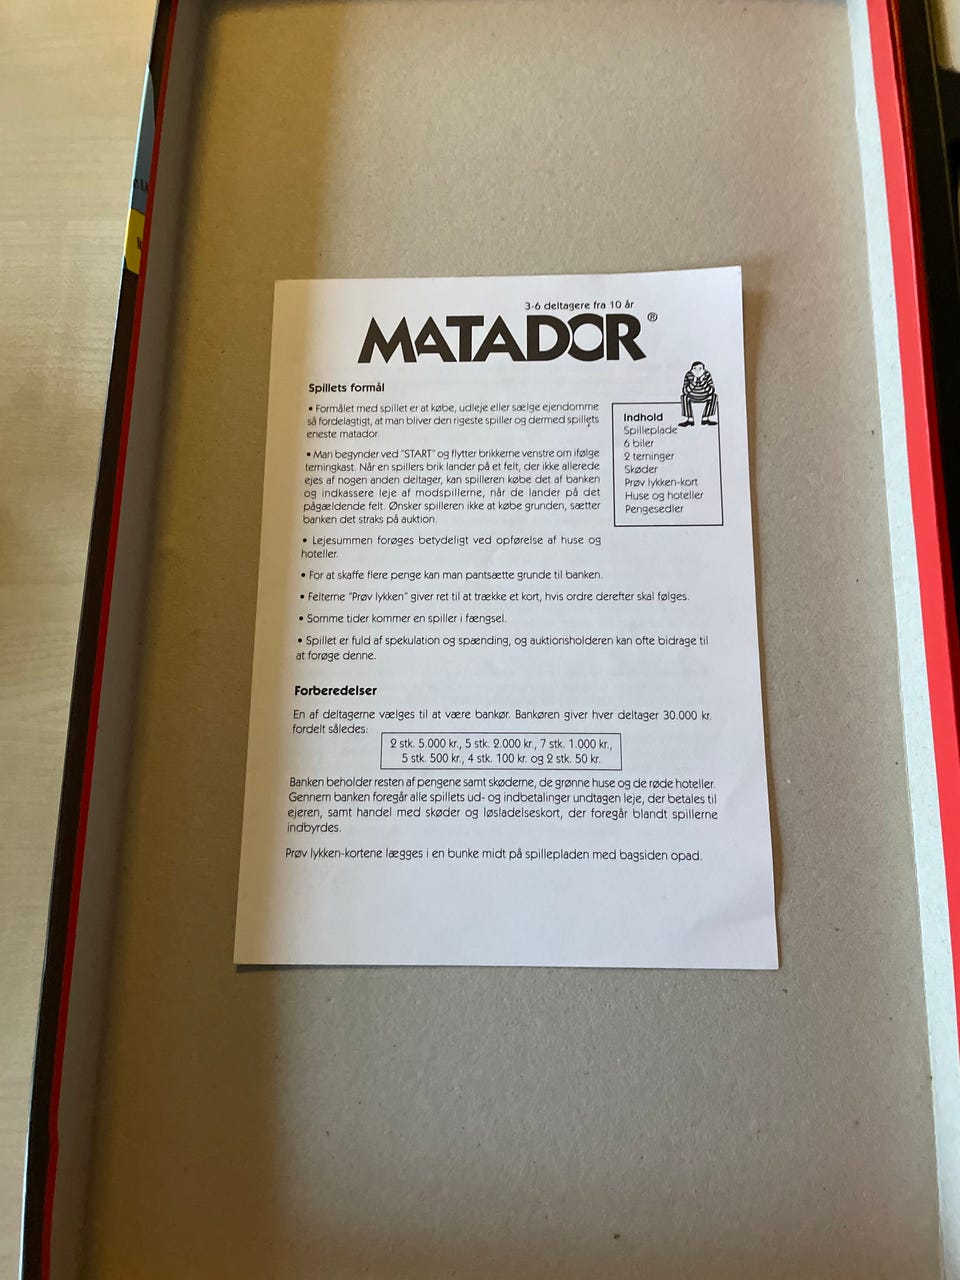 3-6 deltagere fra 10 år
MATADOR®
Spillets formål
• Formålet med spillet er at købe, udleje eller sælge ejendomme
så fordelagtigt, at man bliver den rigeste spiller og dermed spillets
eneste matador.
• Man begynder ved "START" og flytter brikkerne venstre om ifølge
terningkast. Når en spillers brik lander på et felt, der ikke allerede
ejes af nogen anden deltager, kan spilleren købe det af banken
og indkassere leje af modspillerne, når de lander på det
pågældende felt. Ønsker spilleren ikke at købe grunden, sætter
banken det straks på auktion.
• Lejesummen forøges betydeligt ved opførelse af huse og
hoteller.
• For at skaffe flere penge kan man pantsætte grunde til banken.
• Felterne "Prøv lykken" giver ret til at trække et kort, hvis ordre derefter skal følges.
• Somme tider kommer en spiller i fængsel.
• Spillet er fuld af spekulation og spænding, og auktionsholderen kan ofte bidrage til
at forøge denne.
Indhold
Spilleplade
6 biler
2 terninger
Skøder
Prøv lykken-kort
Huse og hoteller
Pengesedler
Forberedelser
En af deltagerne vælges til at være bankør. Bankøren giver hver deltager 30.000 kr.
fordelt således:
2 stk. 5.000 kr., 5 stk. 2.000 kr., 7 stk. 1.000 kr.,
5 stk. 500 kr., 4 stk. 100 kr. og 2 stk. 50 kr.
Banken beholder resten af pengene samt skøderne, de grønne huse og de røde hoteller.
Gennem banken foregår alle spillets ud- og indbetalinger undtagen leje, der betales til
ejeren, samt handel med skøder og løsladelseskort, der foregår blandt spillerne
indbyrdes.
Prøv lykken-kortene lægges i en bunke midt på spillepladen med bagsiden opad.